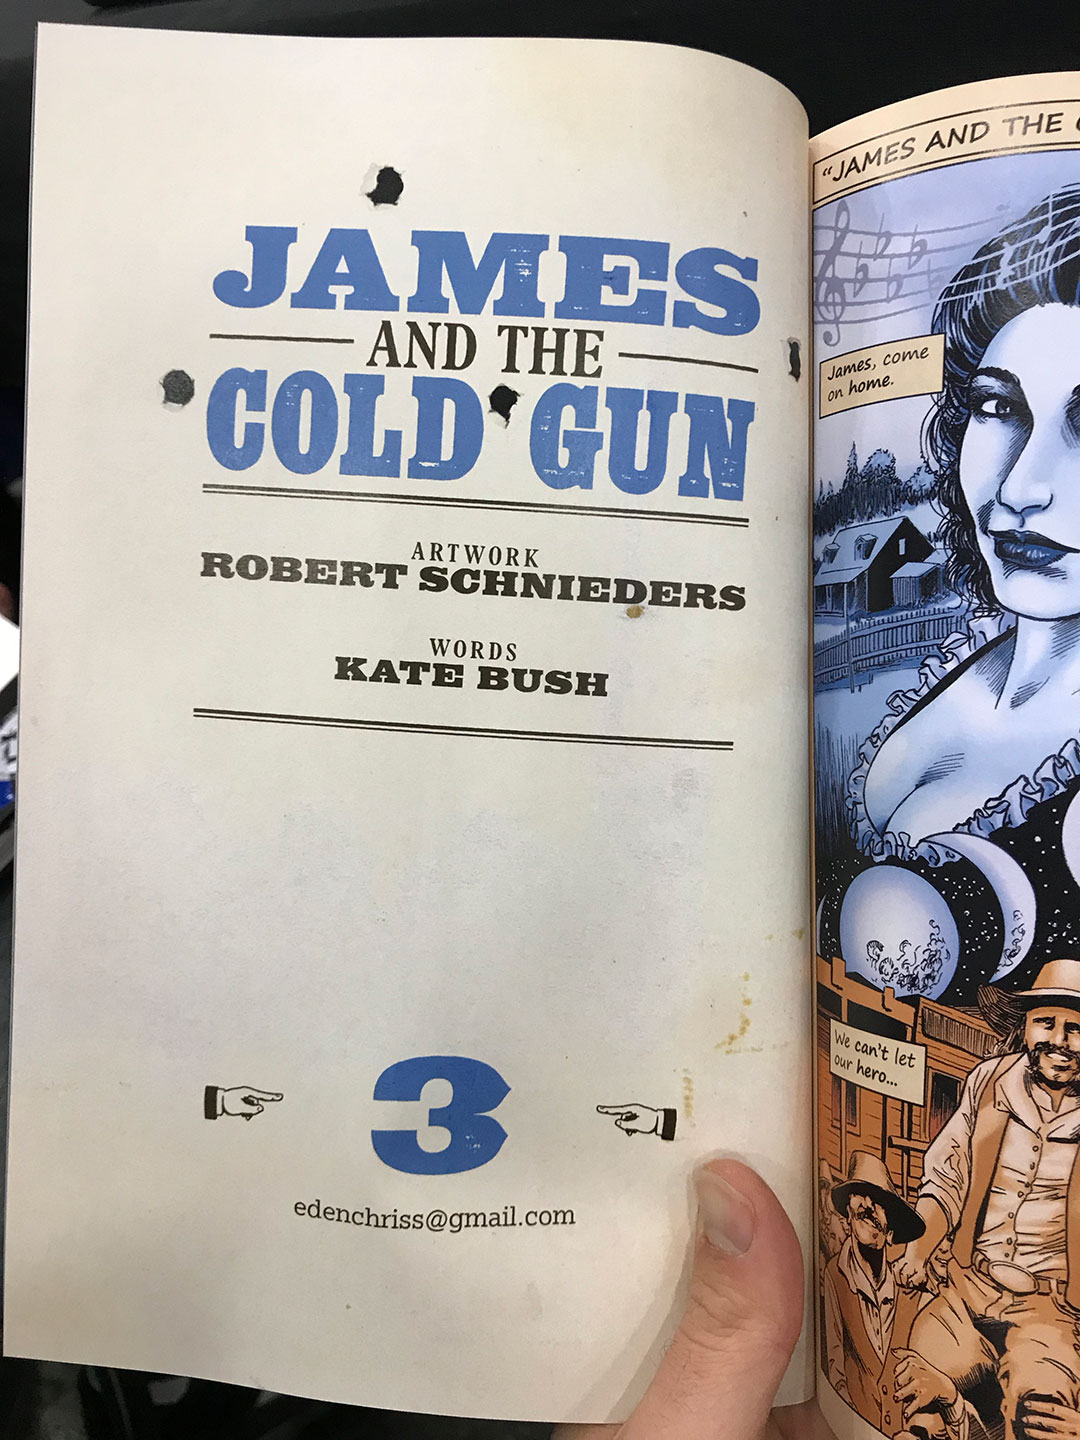 JAMES
AND THE
COLD GUN
ARTWORK
ROBERT SCHNIEDERS
WORDS
KATE BUSH
3
edenchriss@gmail.com
"JAMES AND THE
James, come
on home.
We can't let
our hero...